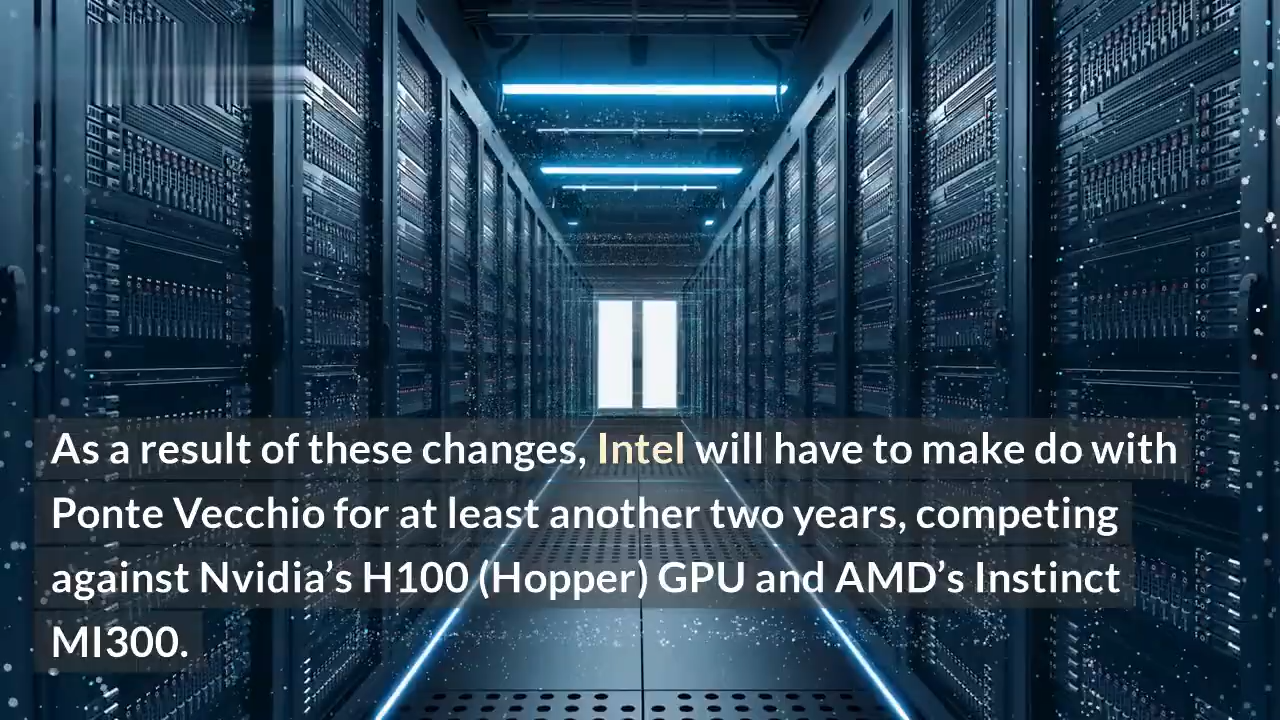 As a result of these changes, Intel will have to make do with
Ponte Vecchio for at least another two years, competing
against Nvidia’s H100 (Hopper) GPU and AMD’s Instinct
MI300.